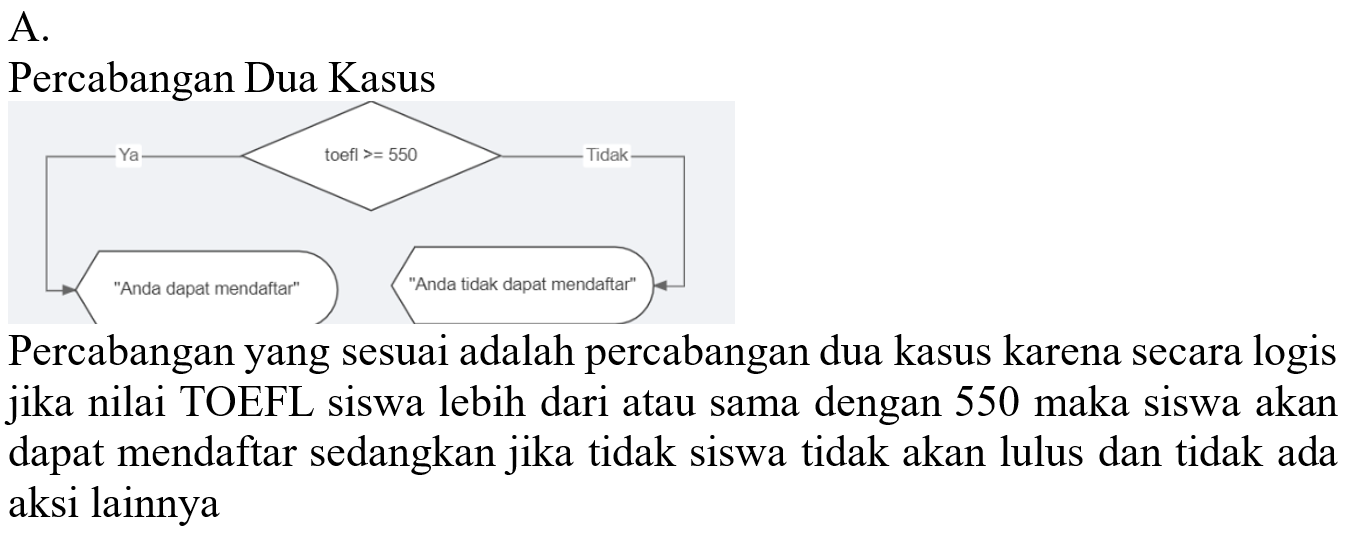 A.
Percabangan Dua Kasus
Ya
toefl >= 550
Tidak
"Anda dapat mendaftar"
"Anda tidak dapat mendaftar"
Percabangan yang sesuai adalah percabangan dua kasus karena secara logis
jika nilai TOEFL siswa lebih dari atau sama dengan 550 maka siswa akan
dapat mendaftar sedangkan jika tidak siswa tidak akan lulus dan tidak ada
aksi lainnya